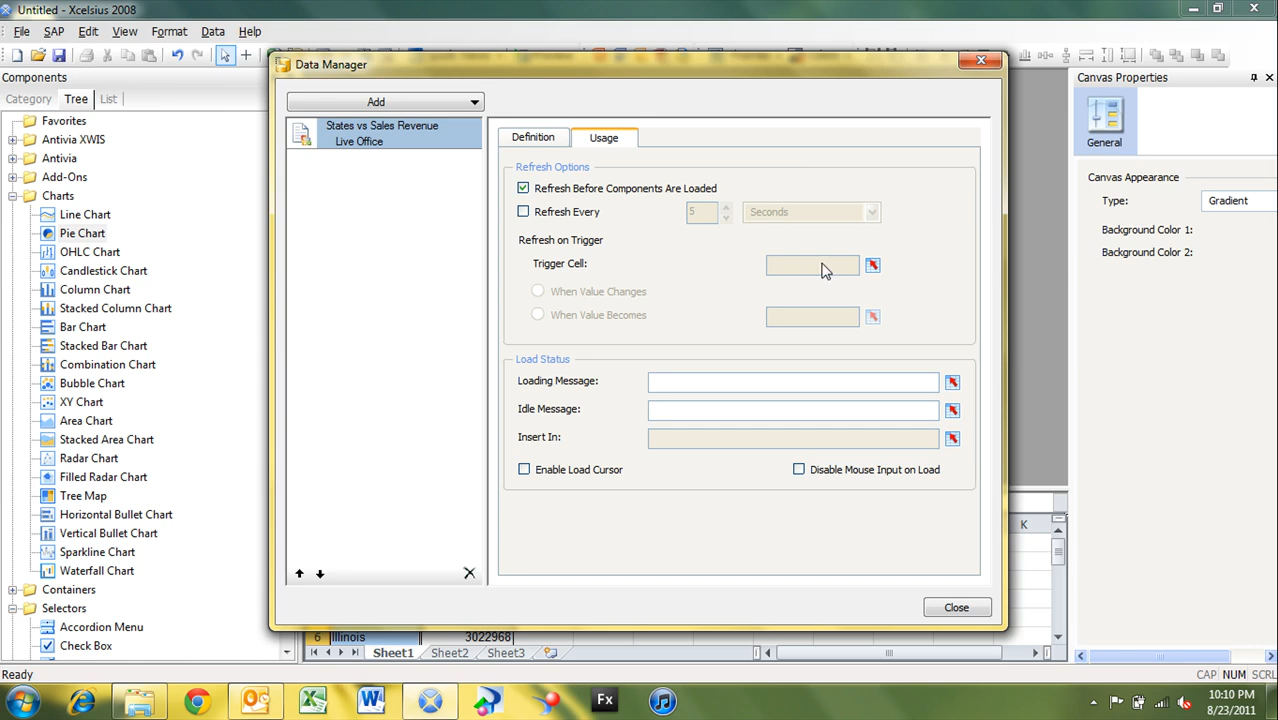 Untitled - Xcelsius 2008
File SAP Edit View Format Data Help
Components
Category Tree List
Favorites
Antivia XWIS
Antivia
Add-Ons
Charts
Line Chart
Pie Chart
OHLC Chart
Candlestick Chart
Column Chart
Stacked Column Chart
Bar Chart
Stacked Bar Chart
Combination Chart
Bubble Chart
XY Chart
Area Chart
Stacked Area Chart
Radar Chart
Filled Radar Chart
Tree Map
Horizontal Bullet Chart
Vertical Bullet Chart
Sparkline Chart
Waterfall Chart
Containers
Selectors
Accordion Menu
Check Box
Data Manager
Add
States vs Sales Revenue
Live Office
Definition Usage
Refresh Options
Refresh Before Components Are Loaded
Refresh Every 5 Seconds
Refresh on Trigger
Trigger Cell:
When Value Changes
When Value Becomes
Load Status
Loading Message:
Idle Message:
Insert In:
Enable Load Cursor Disable Mouse Input on Load
Close
Canvas Properties
General
Canvas Appearance
Type: Gradient
Background Color 1:
Background Color 2:
K
6 Illinois 3022968
Sheet1 Sheet2 Sheet3
Ready
CAP NUM SCRL
Fx
10:10 PM
8/23/2011